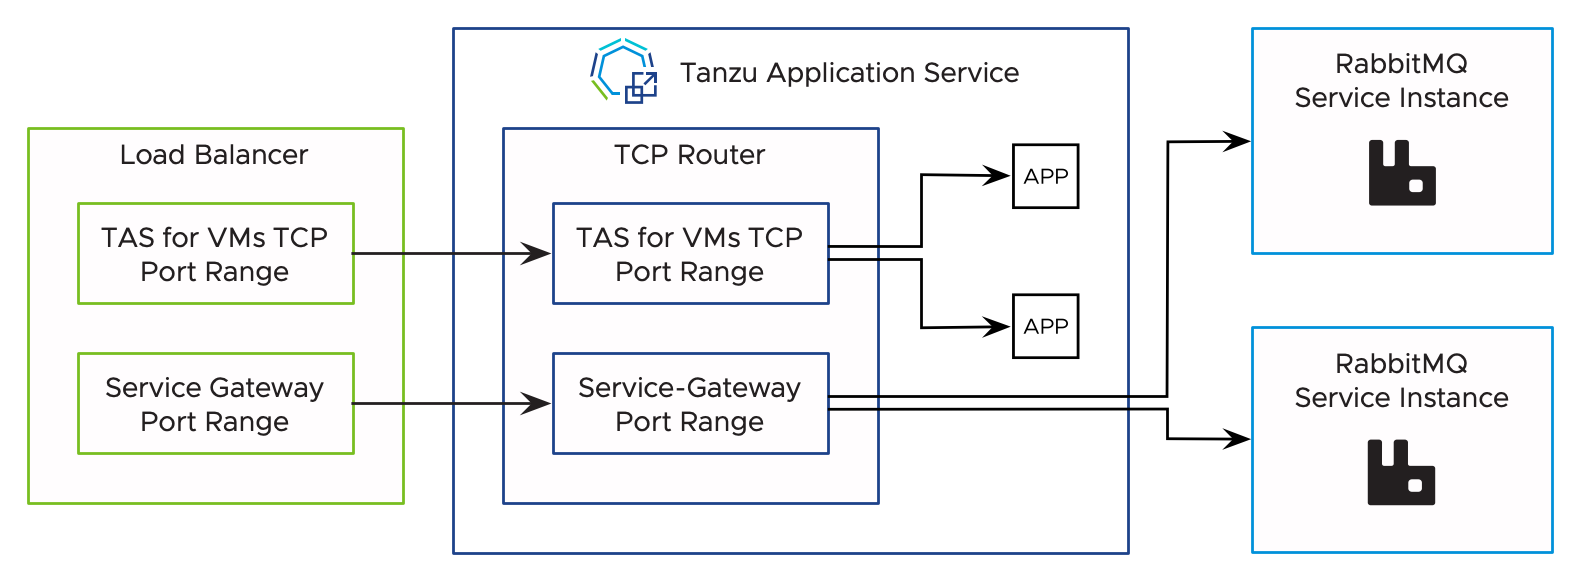 Tanzu Application Service
RabbitMQ
Service Instance
Load Balancer
TCP Router
APP
TAS for VMs TCP
Port Range
TAS for VMs TCP
Port Range
APP
Service Gateway
Port Range
Service-Gateway
Port Range
RabbitMQ
Service Instance